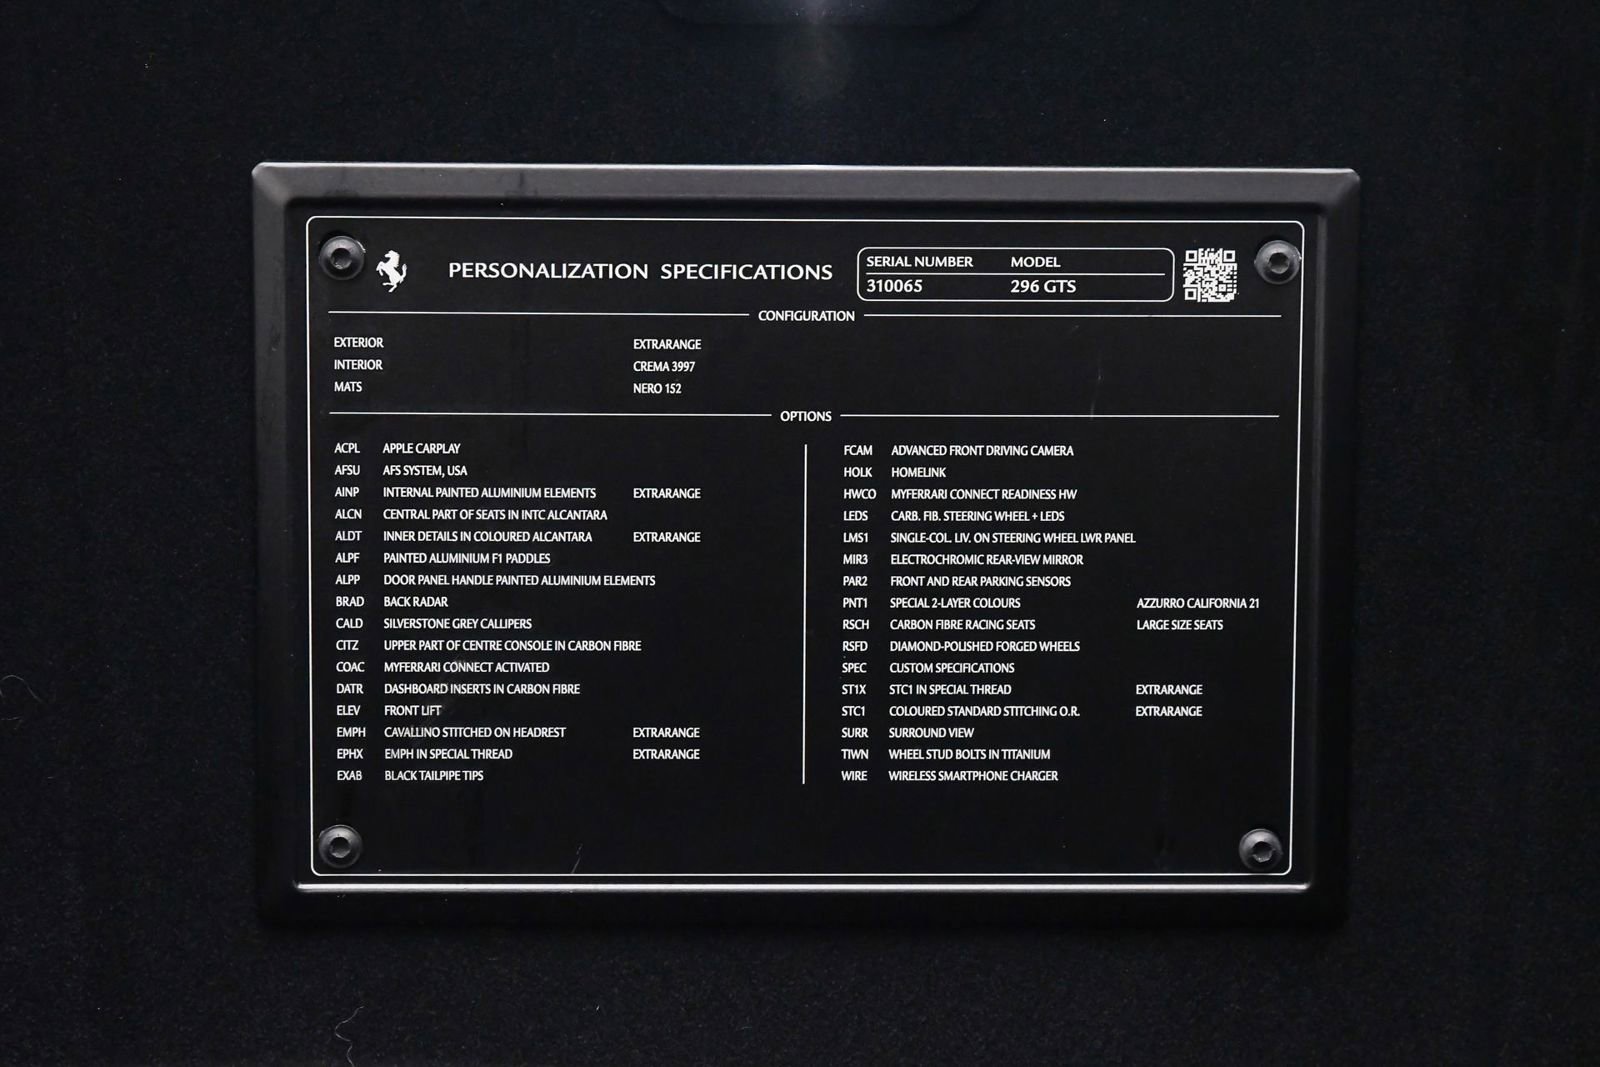 PERSONALIZATION SPECIFICATIONS
SERIAL NUMBER MODEL
310065 296 GTS
CONFIGURATION
EXTERIOR EXTRARANGE
INTERIOR CREMA 3997
MATS NERO 152
OPTIONS
ACPL APPLE CARPLAY
AFSU AFS SYSTEM, USA
AINP INTERNAL PAINTED ALUMINIUM ELEMENTS EXTRARANGE
ALCN CENTRAL PART OF SEATS IN INTC ALCANTARA
ALDT INNER DETAILS IN COLOURED ALCANTARA EXTRARANGE
ALPF PAINTED ALUMINIUM F1 PADDLES
ALPP DOOR PANEL HANDLE PAINTED ALUMINIUM ELEMENTS
BRAD BACK RADAR
CALD SILVERSTONE GREY CALLIPERS
CITZ UPPER PART OF CENTRE CONSOLE IN CARBON FIBRE
COAC MYFERRARI CONNECT ACTIVATED
DATR DASHBOARD INSERTS IN CARBON FIBRE
ELEV FRONT LIFT
EMPH CAVALLINO STITCHED ON HEADREST EXTRARANGE
EPHX EMPH IN SPECIAL THREAD EXTRARANGE
EXAB BLACK TAILPIPE TIPS
FCAM ADVANCED FRONT DRIVING CAMERA
HOLK HOMELINK
HWCO MYFERRARI CONNECT READINESS HW
LEDS CARB. FIB. STEERING WHEEL + LEDS
LMS1 SINGLE-COL. LIV. ON STEERING WHEEL LWR PANEL
MIR3 ELECTROCHROMIC REAR-VIEW MIRROR
PAR2 FRONT AND REAR PARKING SENSORS
PNT1 SPECIAL 2-LAYER COLOURS AZZURRO CALIFORNIA 21
RSCH CARBON FIBRE RACING SEATS LARGE SIZE SEATS
RSFD DIAMOND-POLISHED FORGED WHEELS
SPEC CUSTOM SPECIFICATIONS
ST1X STC1 IN SPECIAL THREAD EXTRARANGE
STC1 COLOURED STANDARD STITCHING O.R. EXTRARANGE
SURR SURROUND VIEW
TIWN WHEEL STUD BOLTS IN TITANIUM
WIRE WIRELESS SMARTPHONE CHARGER